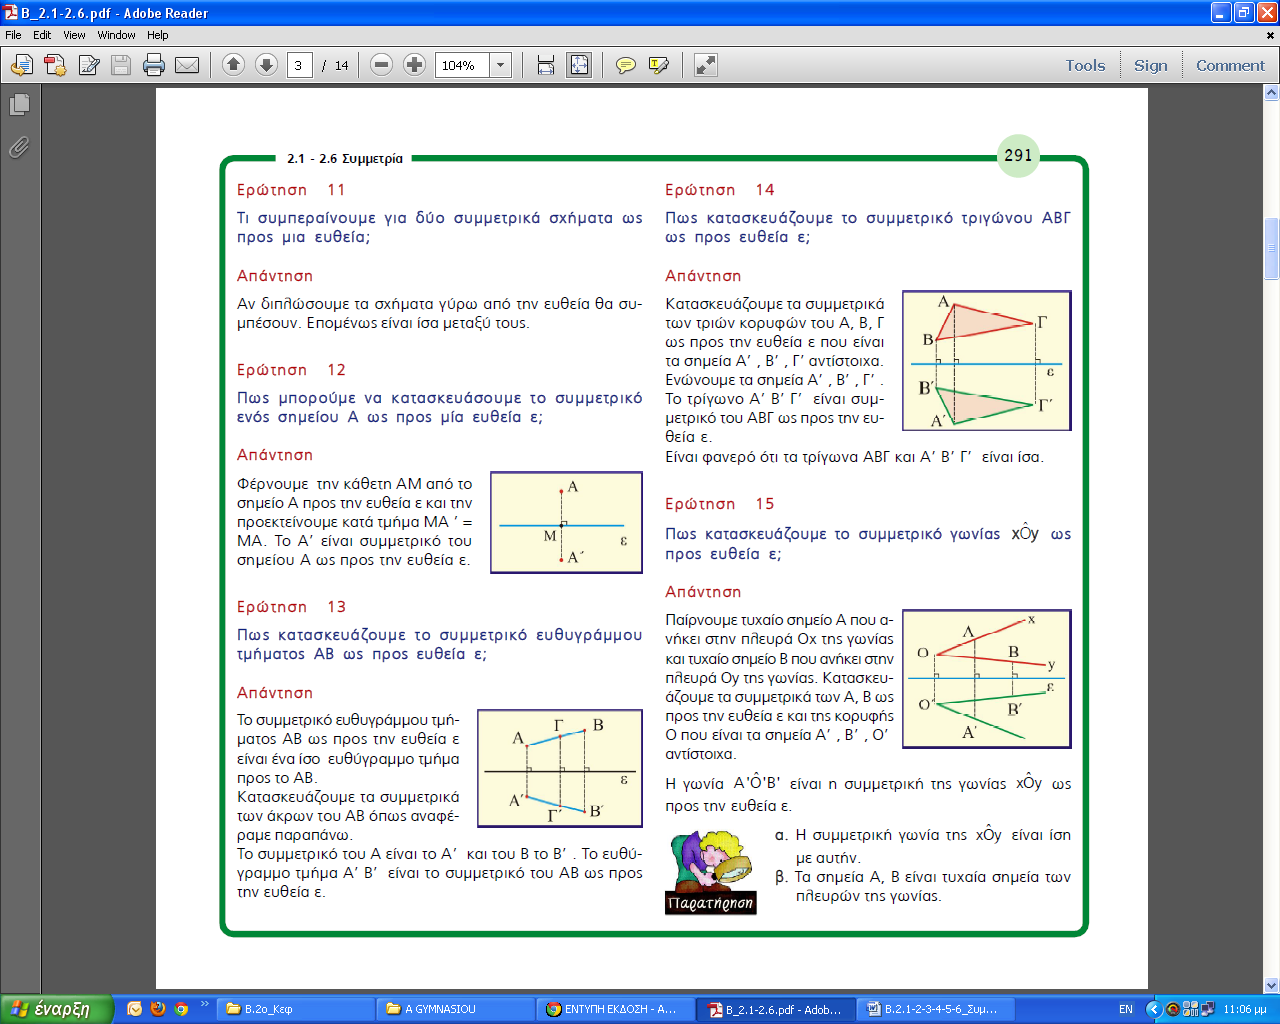 B_2.1-2.6.pdf - Adobe Reader
File Edit View Window Help
3 / 14 104% Tools Sign Comment
2.1 - 2.6 Συμμετρία
291
Ερώτηση 11
Τι συμπεραίνουμε για δύο συμμετρικά σχήματα ως
προς μια ευθεία;
Απάντηση
Αν διπλώσουμε τα σχήματα γύρω από την ευθεία θα συ-
μπέσουν. Επομένως είναι ίσα μεταξύ τους.
Ερώτηση 12
Πως μπορούμε να κατασκευάσουμε το συμμετρικό
ενός σημείου Α ως προς μία ευθεία ε;
Απάντηση
Φέρνουμε την κάθετη ΑΜ από το
σημείο Α προς την ευθεία ε και την
προεκτείνουμε κατά τμήμα ΜΑ ′ =
ΜΑ. Το Α′ είναι συμμετρικό του
σημείου Α ως προς την ευθεία ε.
Α
Μ
ε
Α′
Ερώτηση 13
Πως κατασκευάζουμε το συμμετρικό ευθυγράμμου
τμήματος ΑΒ ως προς ευθεία ε;
Απάντηση
Το συμμετρικό ευθυγράμμου τμή-
ματος ΑΒ ως προς την ευθεία ε
είναι ένα ίσο ευθύγραμμο τμήμα
προς το ΑΒ.
Κατασκευάζουμε τα συμμετρικά
των άκρων του ΑΒ όπως αναφέ-
ραμε παραπάνω.
Το συμμετρικό του Α είναι το Α′ και του Β το Β′ . Το ευθύ-
γραμμο τμήμα Α′ Β′ είναι το συμμετρικό του ΑΒ ως προς
την ευθεία ε.
Α Γ Β
ε
Α′ Γ′ Β′
Ερώτηση 14
Πως κατασκευάζουμε το συμμετρικό τριγώνου ΑΒΓ
ως προς ευθεία ε;
Απάντηση
Κατασκευάζουμε τα συμμετρικά
των τριών κορυφών του Α, Β, Γ
ως προς την ευθεία ε που είναι
τα σημεία Α′ , Β′ , Γ′ αντίστοιχα.
Ενώνουμε τα σημεία Α′ , Β′ , Γ′ .
Το τρίγωνο Α′ Β′ Γ′ είναι συμ-
μετρικό του ΑΒΓ ως προς την ευ-
θεία ε.
Είναι φανερό ότι τα τρίγωνα ΑΒΓ και Α′ Β′ Γ′ είναι ίσα.
Α
Γ
Β
ε
Β′
Γ′
Α′
Ερώτηση 15
Πως κατασκευάζουμε το συμμετρικό γωνίας xÔy ως
προς ευθεία ε;
Απάντηση
Παίρνουμε τυχαίο σημείο Α που α-
νήκει στην πλευρά Οx της γωνίας
και τυχαίο σημείο Β που ανήκει στην
πλευρά Οy της γωνίας. Κατασκευ-
άζουμε τα συμμετρικά των Α, Β ως
προς την ευθεία ε και της κορυφής
Ο που είναι τα σημεία Α′ , Β′ , Ο′
αντίστοιχα.
x
Α
Ο Β
y
ε
Ο′ Β′
Α′
Η γωνία Α'Ô'Β' είναι η συμμετρική της γωνίας xÔy ως
προς την ευθεία ε.
α. Η συμμετρική γωνία της xÔy είναι ίση
με αυτήν.
β. Τα σημεία Α, Β είναι τυχαία σημεία των
πλευρών της γωνίας.
Παρατήρηση
έναρξη B.2o_Κεφ A GYMNASIOU ΕΝΤΥΠΗ ΕΚΔΟΣΗ - Α... B_2.1-2.6.pdf - Adob... B.2.1-2-3-4-5-6_Συμ... EN 11:06 μμ